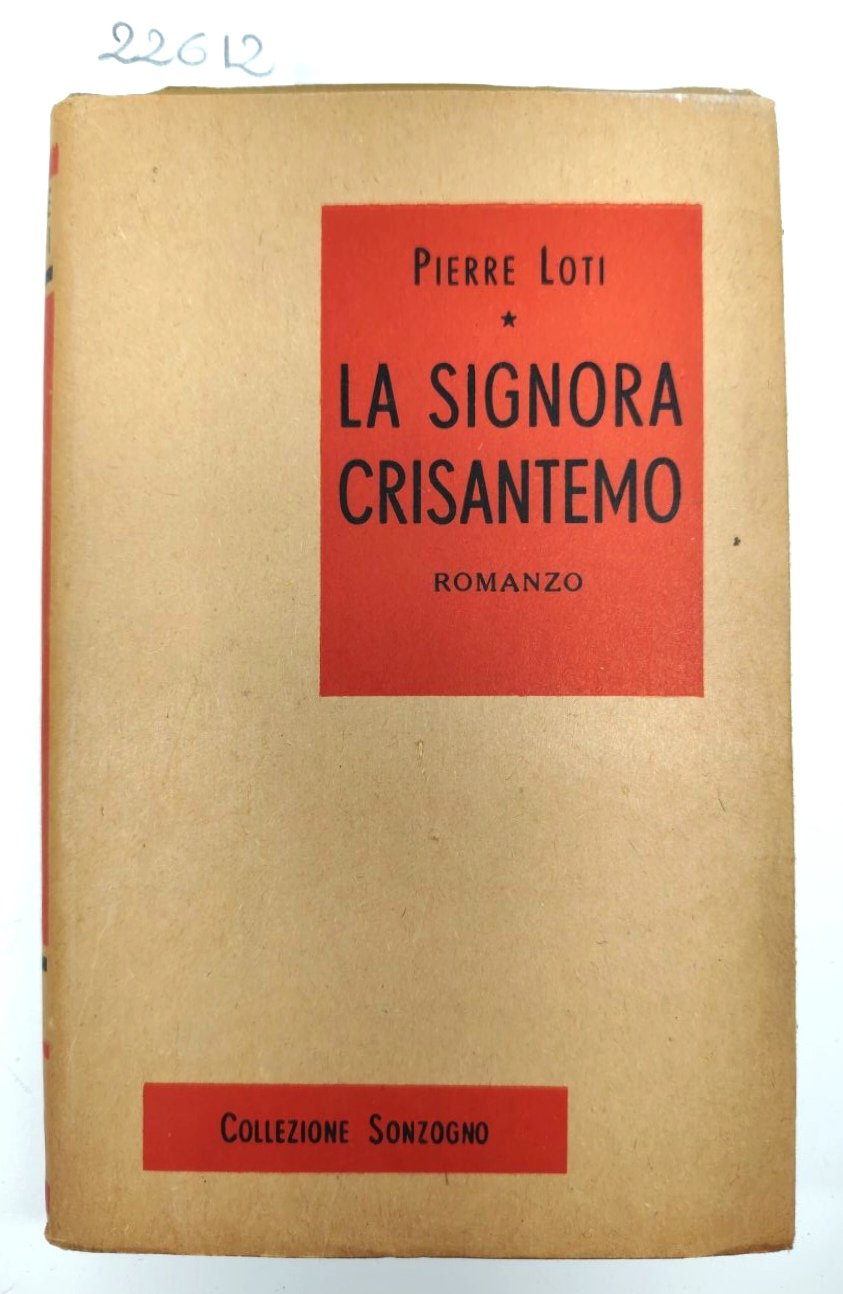 22612
PIERRE LOTI
★
LA SIGNORA
CRISANTEMO
ROMANZO
COLLEZIONE SONZOGNO